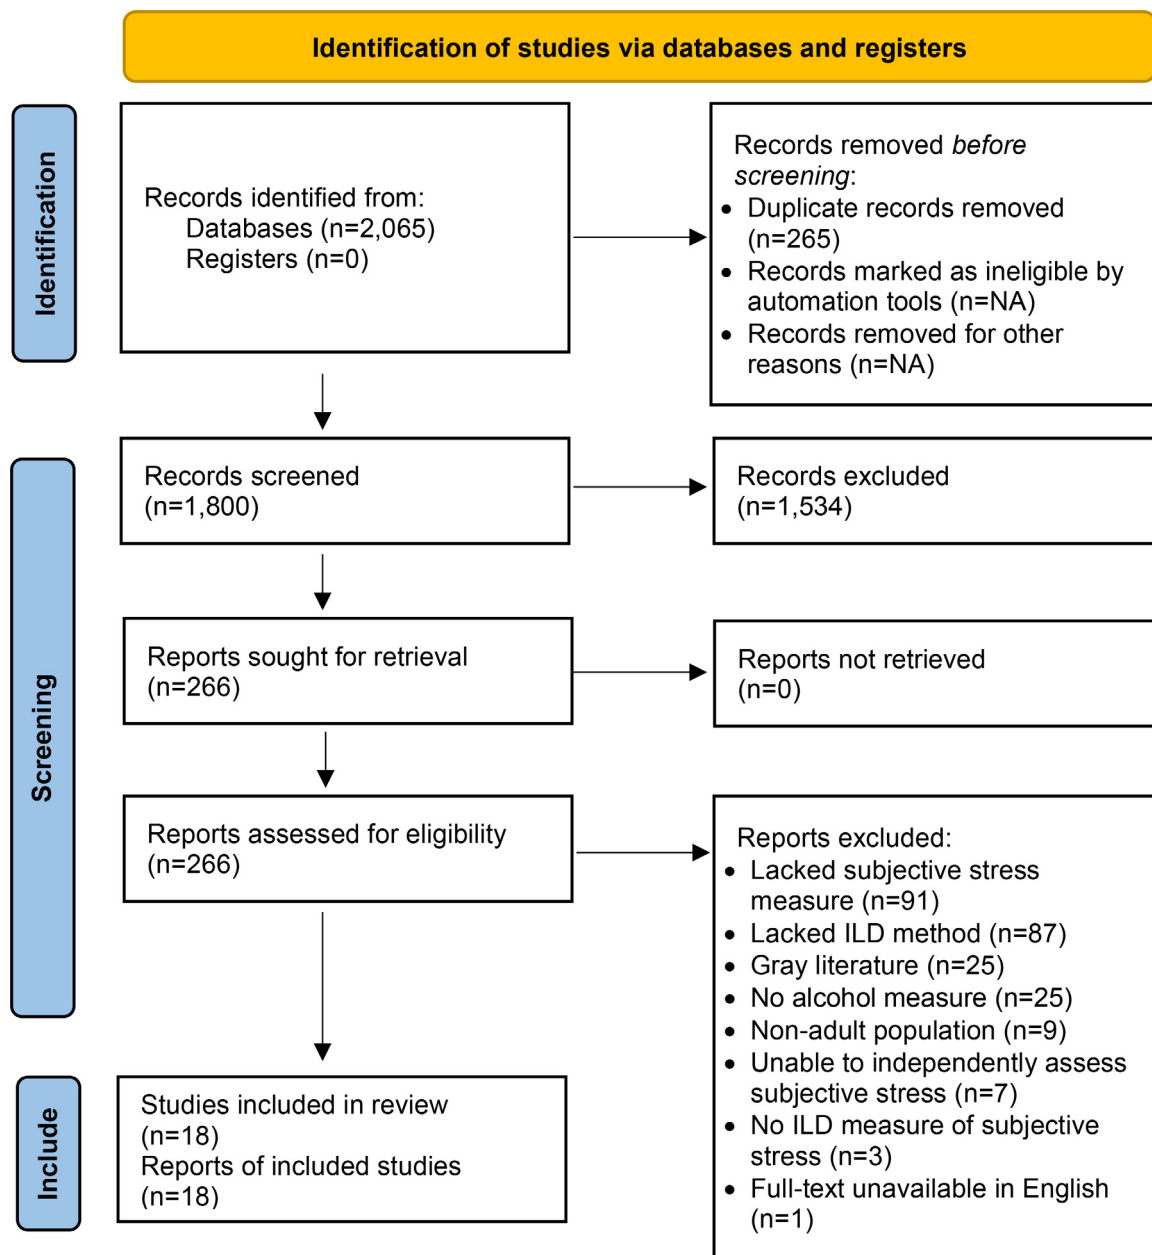 Identification of studies via databases and registers
Identification
Records identified from:
Databases (n=2,065)
Registers (n=0)
Records removed before
screening:
• Duplicate records removed
(n=265)
• Records marked as ineligible by
automation tools (n=NA)
• Records removed for other
reasons (n=NA)
Screening
Records screened
(n=1,800)
Records excluded
(n=1,534)
Reports sought for retrieval
(n=266)
Reports not retrieved
(n=0)
Reports assessed for eligibility
(n=266)
Reports excluded:
• Lacked subjective stress
measure (n=91)
• Lacked ILD method (n=87)
• Gray literature (n=25)
• No alcohol measure (n=25)
• Non-adult population (n=9)
• Unable to independently assess
subjective stress (n=7)
• No ILD measure of subjective
stress (n=3)
• Full-text unavailable in English
(n=1)
Include
Studies included in review
(n=18)
Reports of included studies
(n=18)